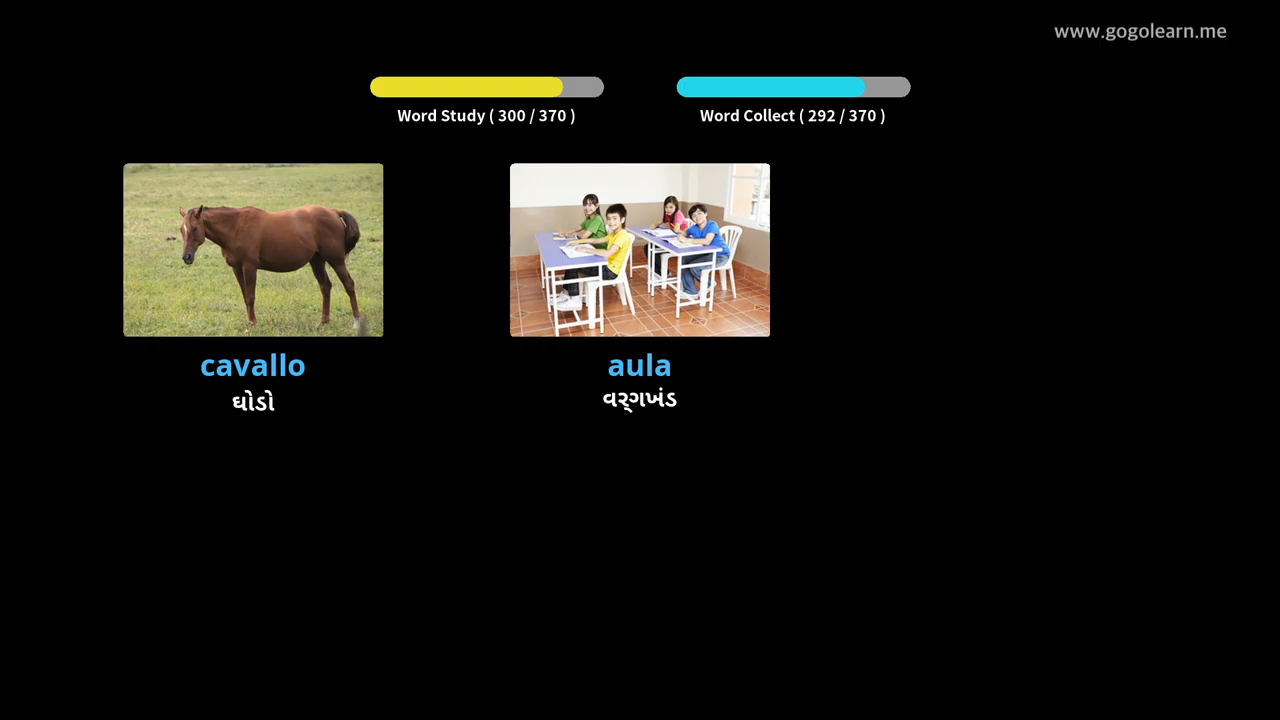 www.gogolearn.me
Word Study ( 300 / 370 )
Word Collect ( 292 / 370 )
cavallo
ઘોડો
aula
વર્ગખંડ